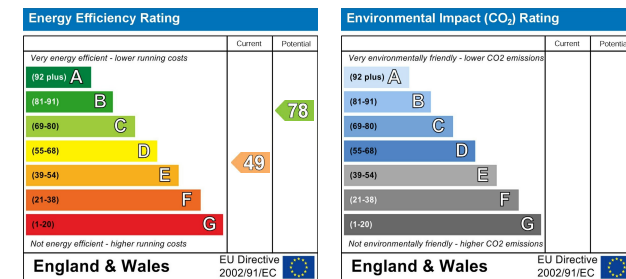 Energy Efficiency Rating
Current Potential
Very energy efficient - lower running costs
(92 plus) A
(81-91) B
78
(69-80) C
(55-68) D
49
(39-54) E
(21-38) F
(1-20) G
Not energy efficient - higher running costs
England & Wales
EU Directive
2002/91/EC
Environmental Impact (CO2) Rating
Current Potential
Very environmentally friendly - lower CO2 emissions
(92 plus) A
(81-91) B
(69-80) C
(55-68) D
(39-54) E
(21-38) F
(1-20) G
Not environmentally friendly - higher CO2 emissions
England & Wales
EU Directive
2002/91/EC